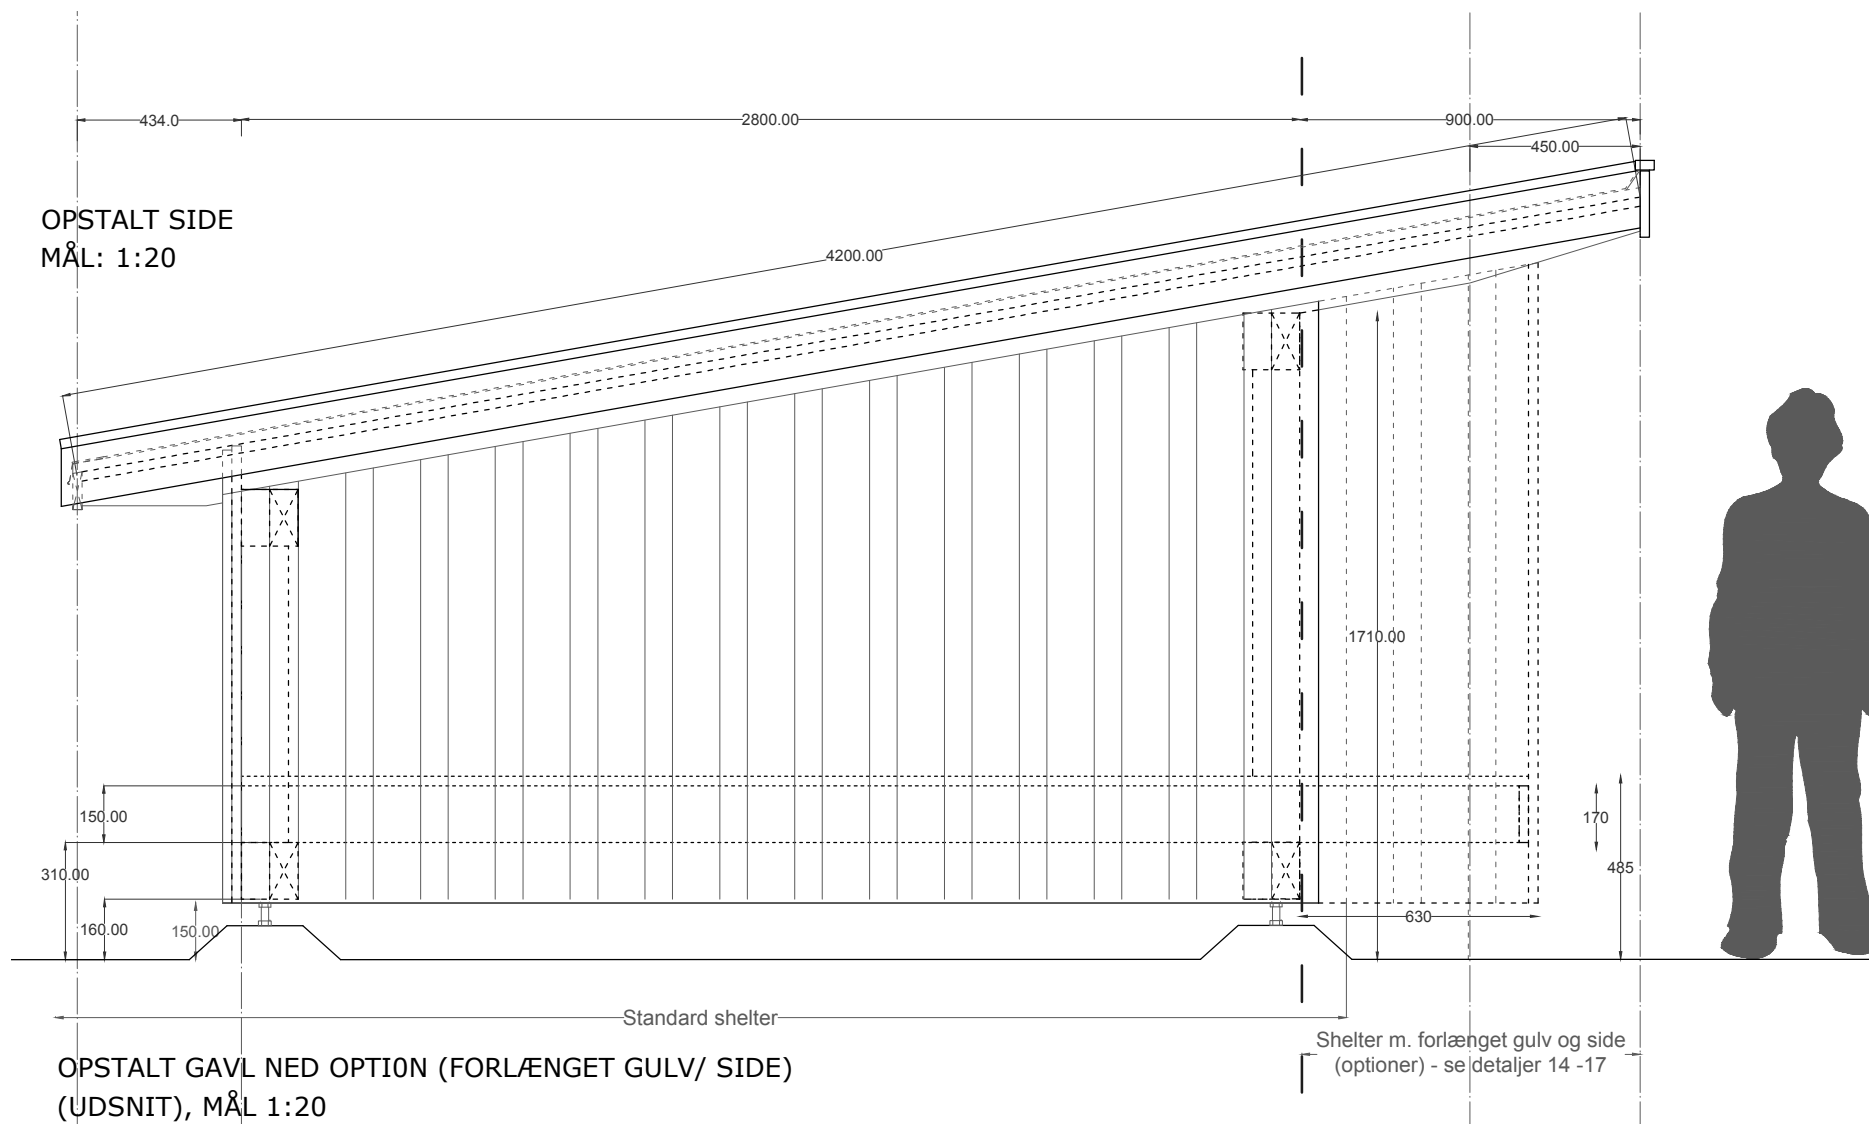 434.0
2800.00
900.00
450.00
OPSTALT SIDE
MÅL: 1:20
4200.00
1710.00
150.00
170
310.00
485
160.00
150.00
630
Standard shelter
Shelter m. forlænget gulv og side
(optioner) - se detaljer 14 -17
OPSTALT GAVL NED OPTI0N (FORLÆNGET GULV/ SIDE)
(UDSNIT), MÅL 1:20